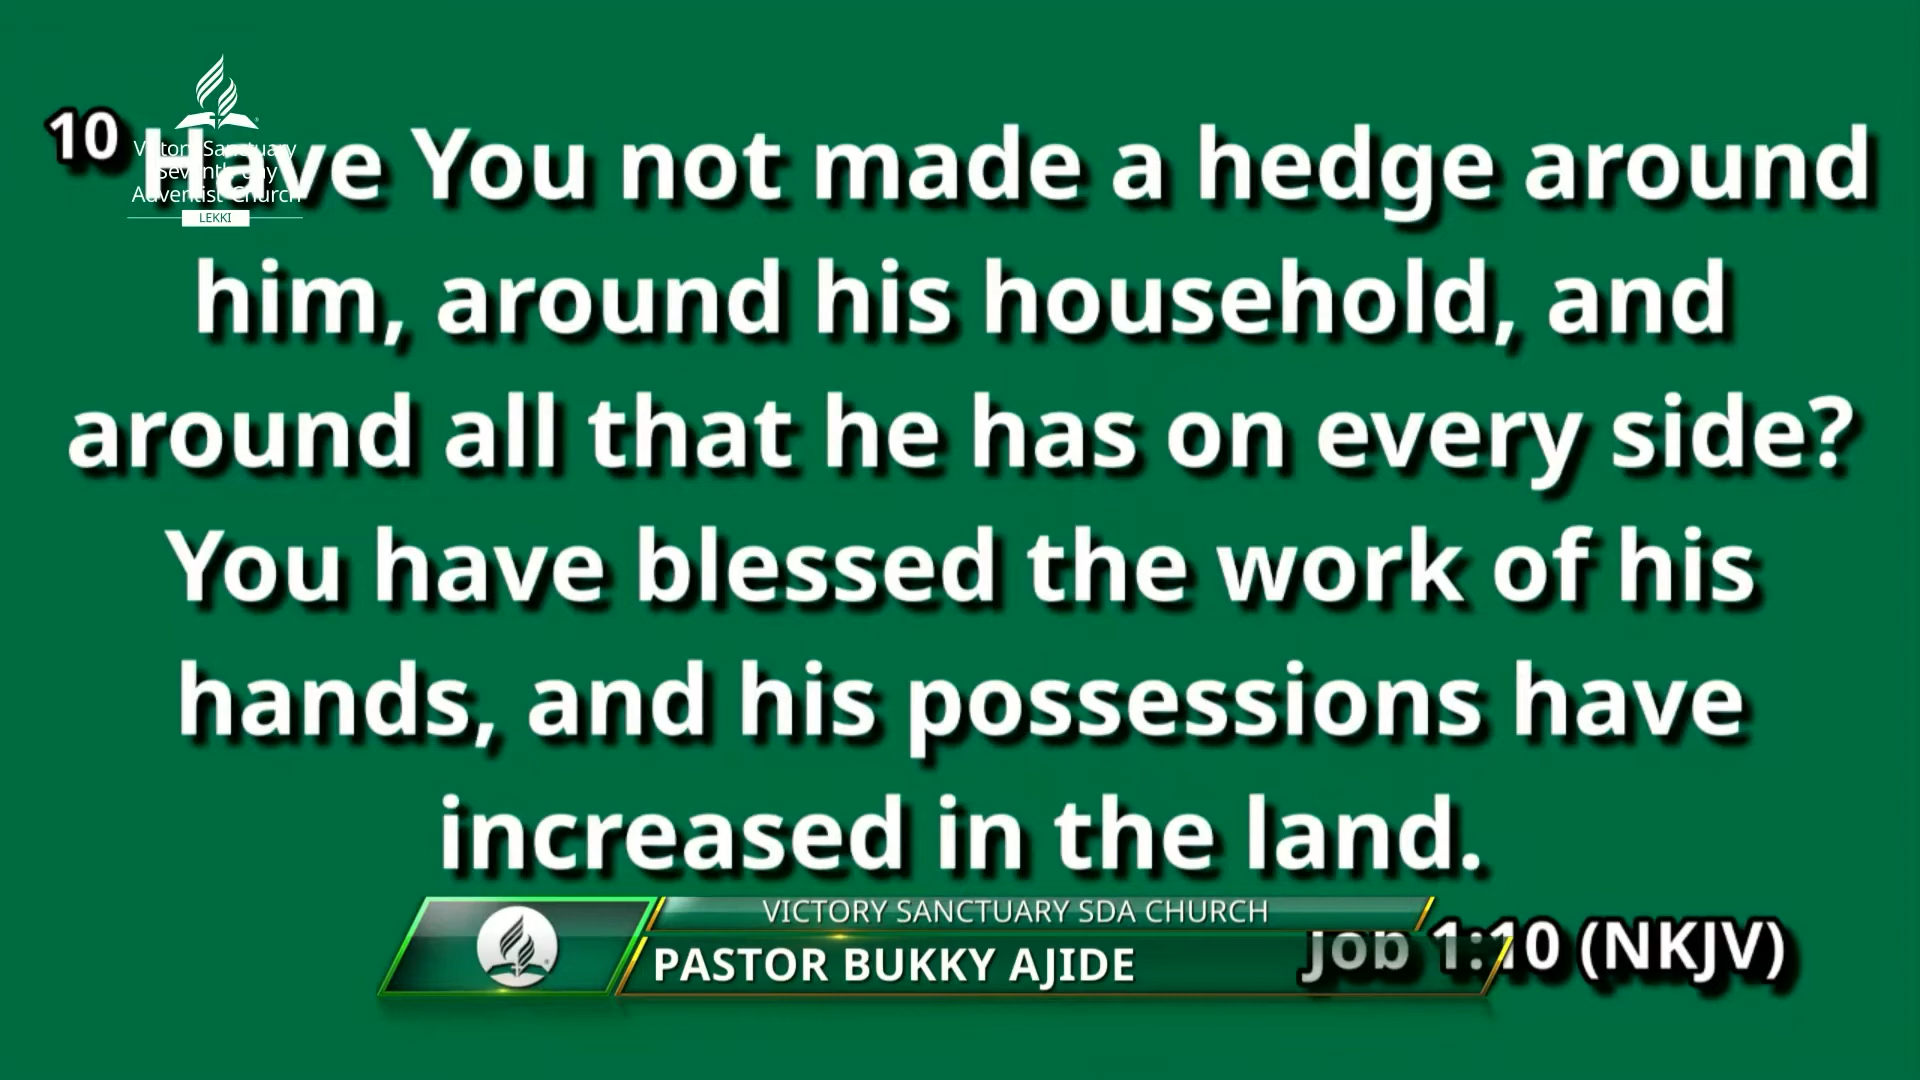 Victory Sanctuary
Seventh-day
Adventist Church
LEKKI
10 Have You not made a hedge around
him, around his household, and
around all that he has on every side?
You have blessed the work of his
hands, and his possessions have
increased in the land.
VICTORY SANCTUARY SDA CHURCH
PASTOR BUKKY AJIDE
Job 1:10 (NKJV)